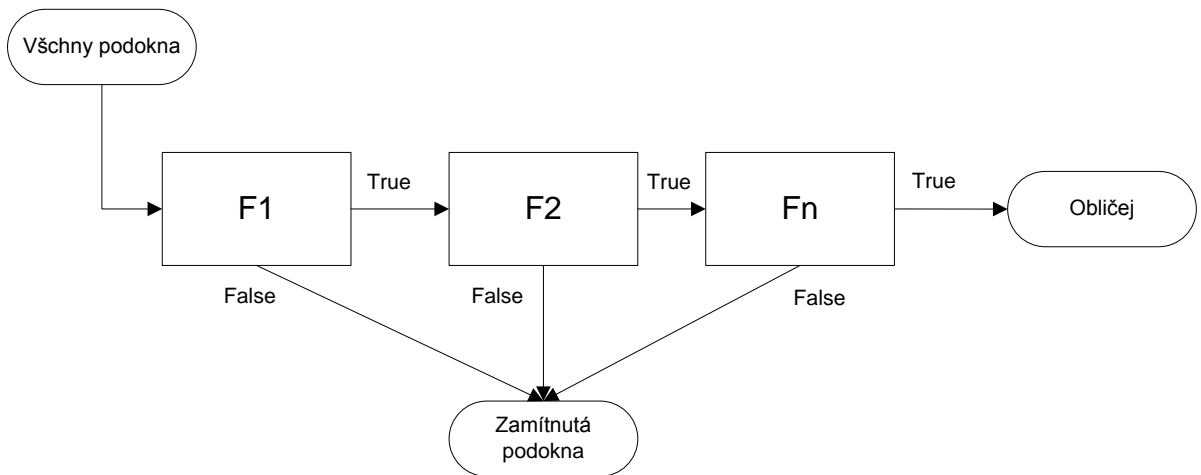 Všchny podokna
F1
True
F2
True
Fn
True
Obličej
False
False
False
Zamítnutá
podokna